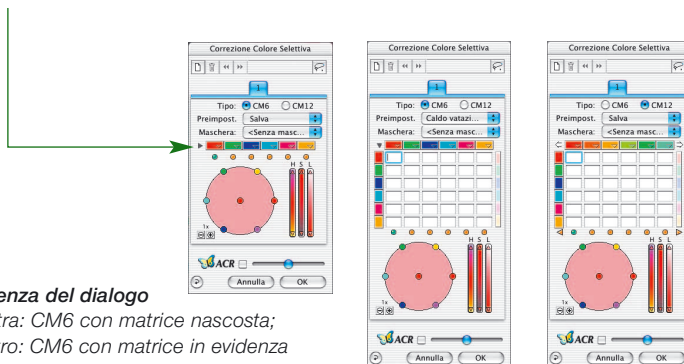 Correzione Colore Selettiva
1
Tipo: CM6 CM12
Preimpost. Salva
Maschera: <Senza masc...
H S L
1x
ACR
Annulla OK
Correzione Colore Selettiva
1
Tipo: CM6 CM12
Preimpost. Caldo vatazi...
Maschera: <Senza masc...
H S L
1x
ACR
Annulla OK
Correzione Colore Selettiva
1
Tipo: CM6 CM12
Preimpost. Salva
Maschera: <Senza masc...
H S L
1x
ACR
Annulla OK
enza del dialogo
tra: CM6 con matrice nascosta;
ro: CM6 con matrice in evidenza